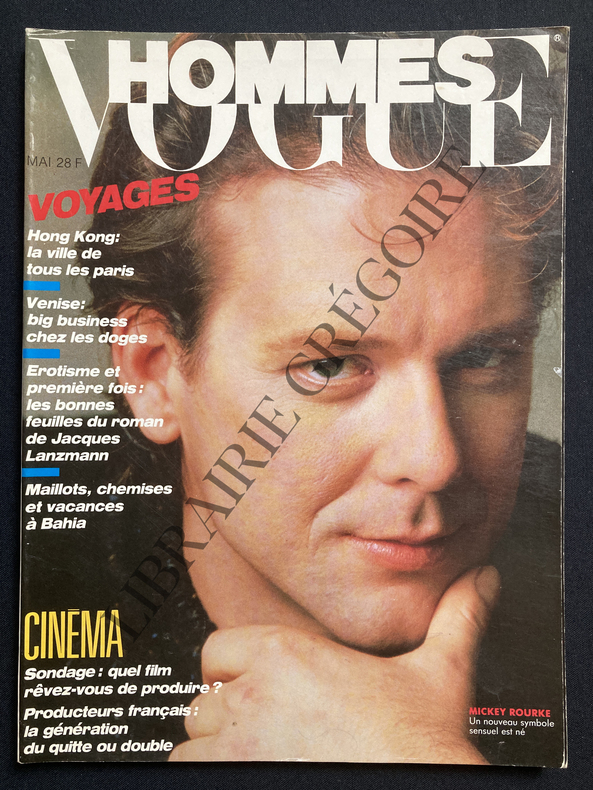 HOMMES
VOGUE
®
MAI 28 F
VOYAGES
Hong Kong:
la ville de
tous les paris
Venise:
big business
chez les doges
Erotisme et
première fois:
les bonnes
feuilles du roman
de Jacques
Lanzmann
Maillots, chemises
et vacances
à Bahia
CINÉMA
Sondage: quel film
rêvez-vous de produire?
Producteurs français:
la génération
du quitte ou double
MICKEY ROURKE
Un nouveau symbole
sensuel est né
LIBRAIRIE GRÉGOIRE